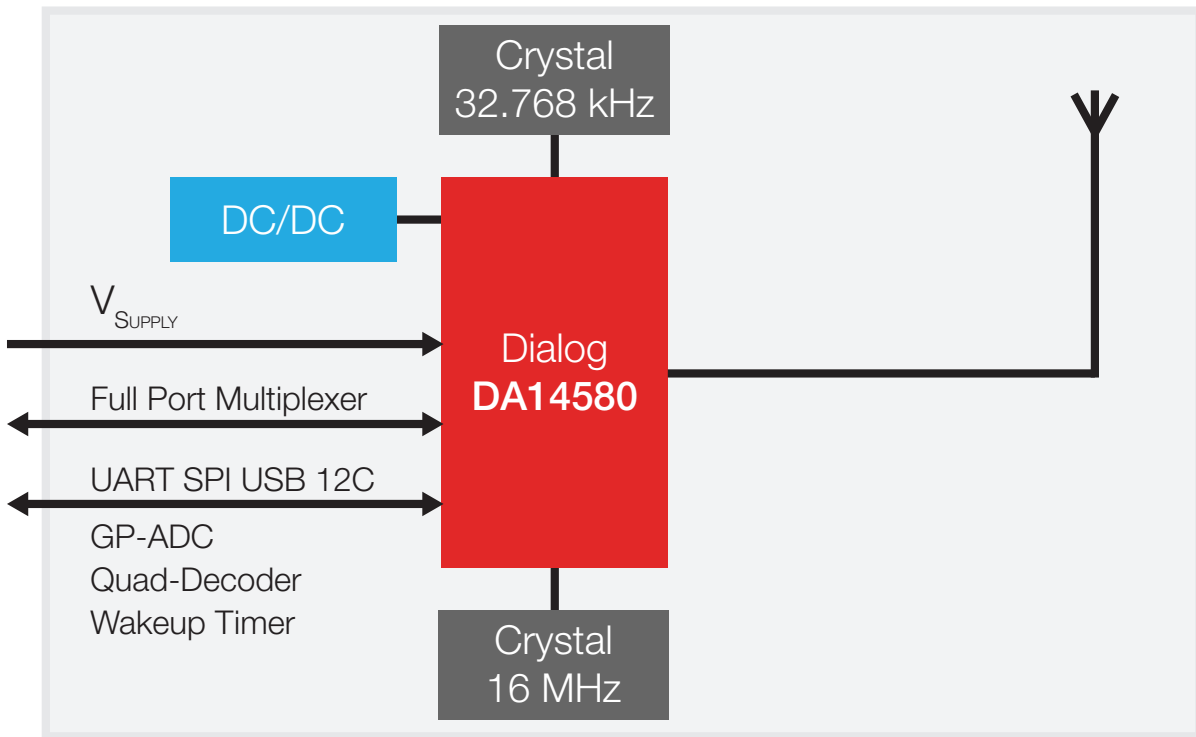 Crystal
32.768 kHz
DC/DC
VSUPPLY
Dialog
DA14580
Full Port Multiplexer
UART SPI USB 12C
GP-ADC
Quad-Decoder
Wakeup Timer
Crystal
16 MHz